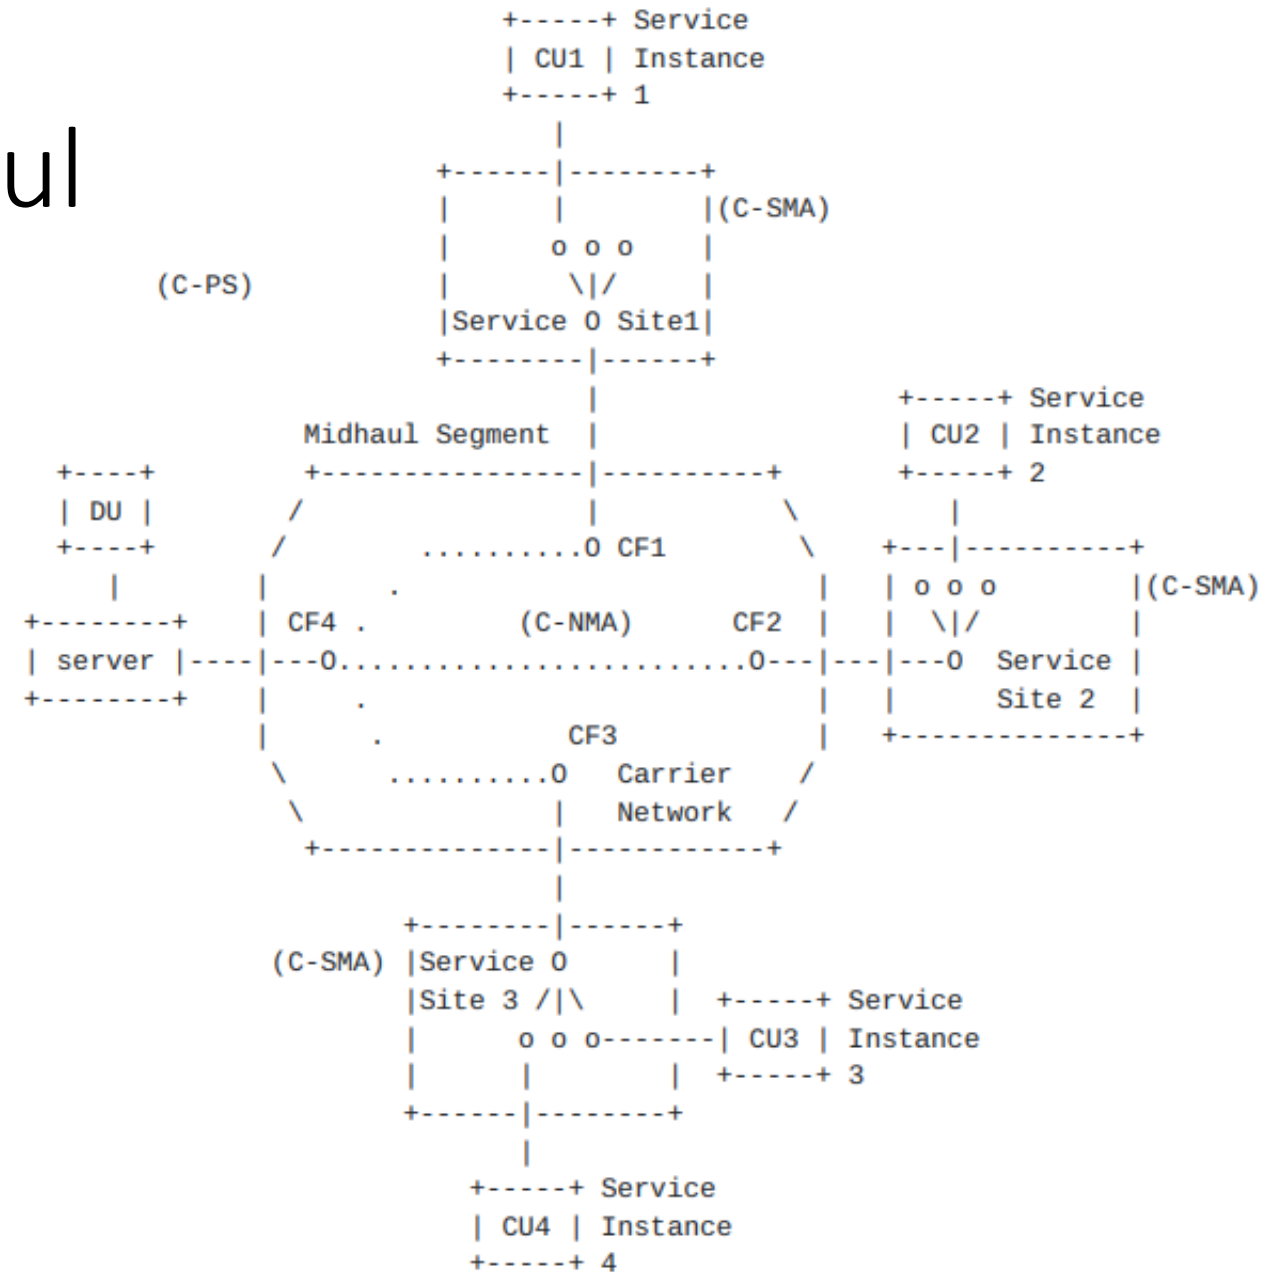 +-----+ Service
| CU1 | Instance
+-----+ 1
|
ul
+------|--------+
|      |        |(C-SMA)
|      o o o    |
(C-PS)            |       \|/     |
|Service O Site1|
+--------|------+
|                  +-----+ Service
Midhaul Segment  |                  | CU2 | Instance
+----+         +----------------|----------+       +-----+ 2
| DU |        /                 |           \         |
+----+       /        ..........O CF1        \    +---|----------+
|        |       .                         |   | o o o        |(C-SMA)
+--------+    | CF4 .         (C-NMA)      CF2  |   |  \|/         |
| server |----|---O.........................O---|---|---O  Service |
+--------+    |     .                           |   |      Site 2  |
|      .           CF3            |   +--------------+
\      ..........O   Carrier    /
\               |   Network   /
+--------------|------------+
|
+--------|------+
(C-SMA) |Service O      |
|Site 3 /|\     |  +-----+ Service
|      o o o-------| CU3 | Instance
|      |        |  +-----+ 3
+------|--------+
|
+-----+ Service
| CU4 | Instance
+-----+ 4